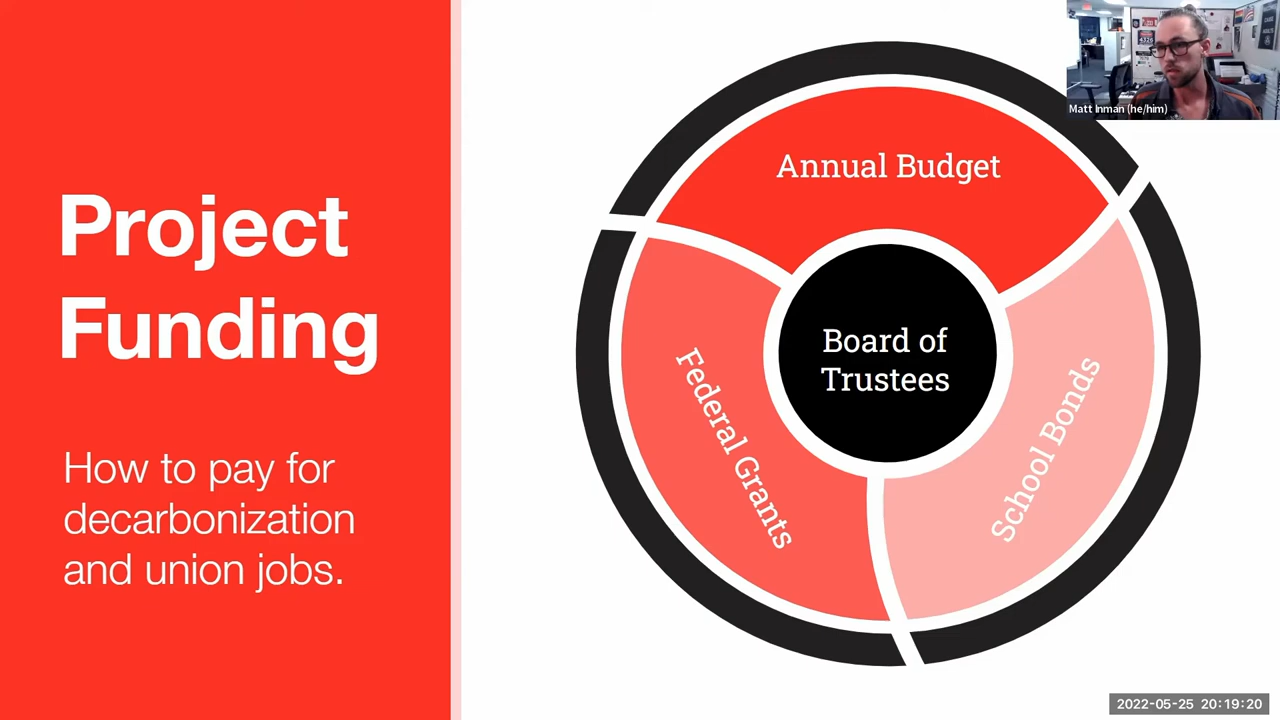 Project
Funding
How to pay for
decarbonization
and union jobs.
Annual Budget
Board of
Trustees
Federal Grants
School Bonds
Matt Inman (he/him)
2022-05-25 20:19:20